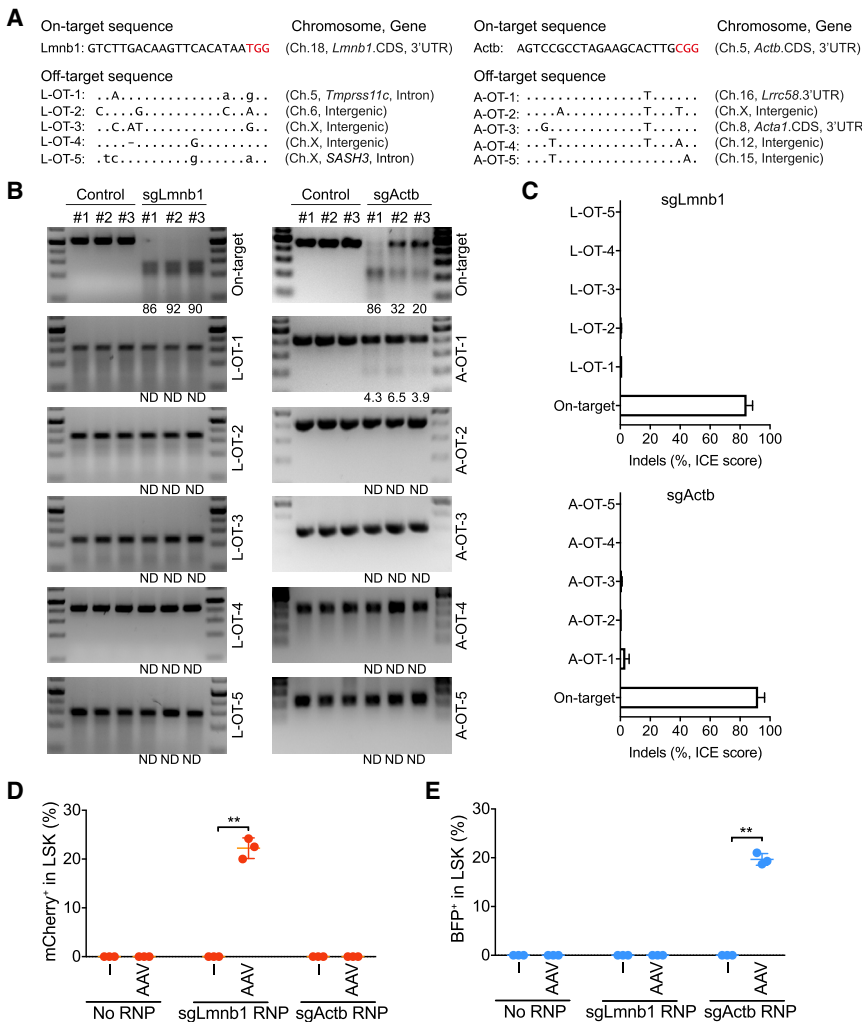 A
On-target sequence
Chromosome, Gene
Lmnb1: GTCTTGACAAGTTCACATAATGG (Ch.18, Lmnb1.CDS, 3'UTR)
Off-target sequence
L-OT-1: . . A . . . . . . . . . . . . . a . . g . (Ch.5, Tmprss11c, Intron)
L-OT-2: C . . . . G . . . . . . . . . . C . . A . (Ch.6, Intergenic)
L-OT-3: . . C . AT . . . . . . . . . . . . . G . (Ch.X, Intergenic)
L-OT-4: . . . . – . . . . . . . G . . . . . . . . (Ch.X, Intergenic)
L-OT-5: . tc . . . . . . . . . g . . . . . . a . . (Ch.X, SASH3, Intron)
On-target sequence
Chromosome, Gene
Actb: AGTCCGCCTAGAAGCACTTGCGG (Ch.5, Actb.CDS, 3'UTR)
Off-target sequence
A-OT-1: . . . . . . . . . . . . . . . T . . . . . . (Ch.16, Lrrc58.3'UTR)
A-OT-2: . . . . A . . . . . . . . . . T . . . T . . (Ch.X, Intergenic)
A-OT-3: . . G . . . . . . . . . . . . T . . . . . . (Ch.8, Acta1.CDS, 3'UTR)
A-OT-4: . . . T . . . . . . . . . . . T . . . A . . (Ch.12, Intergenic)
A-OT-5: . . . T . . . . . . . . . . . T . . . . A . (Ch.15, Intergenic)
B
Control sgLmnb1
#1 #2 #3 #1 #2 #3
On-target
86 92 90
L-OT-1
ND ND ND
L-OT-2
ND ND ND
L-OT-3
ND ND ND
L-OT-4
ND ND ND
L-OT-5
ND ND ND
Control sgActb
#1 #2 #3 #1 #2 #3
On-target
86 32 20
A-OT-1
4.3 6.5 3.9
A-OT-2
ND ND ND
A-OT-3
ND ND ND
A-OT-4
ND ND ND
A-OT-5
ND ND ND
C
sgLmnb1
L-OT-5
L-OT-4
L-OT-3
L-OT-2
L-OT-1
On-target
0 20 40 60 80 100
Indels (%, ICE score)
sgActb
A-OT-5
A-OT-4
A-OT-3
A-OT-2
A-OT-1
On-target
0 20 40 60 80 100
Indels (%, ICE score)
D
mCherry+ in LSK (%)
30
20
10
0
**
– AAV – AAV – AAV
No RNP sgLmnb1 RNP sgActb RNP
E
BFP+ in LSK (%)
30
20
10
0
**
– AAV – AAV – AAV
No RNP sgLmnb1 RNP sgActb RNP